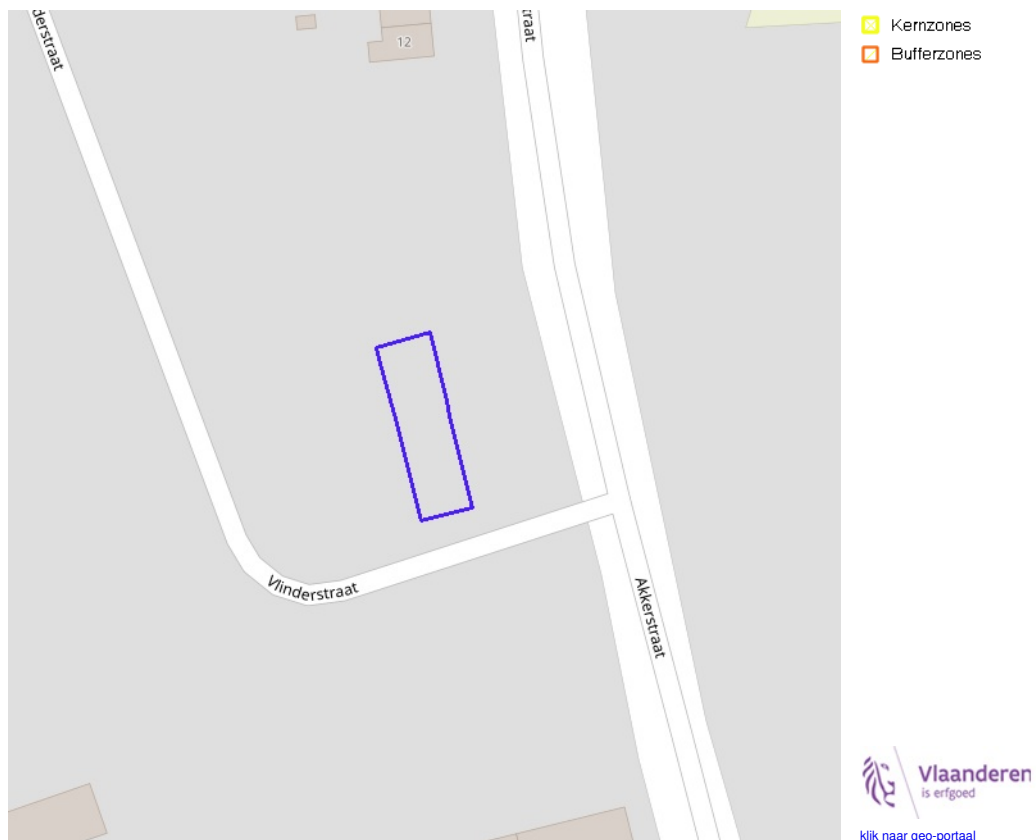 derstraat
traat
12
Vlinderstraat
Akkerstraat
Kernzones
Bufferzones
Vlaanderen
is erfgoed
klik naar geo-portaal